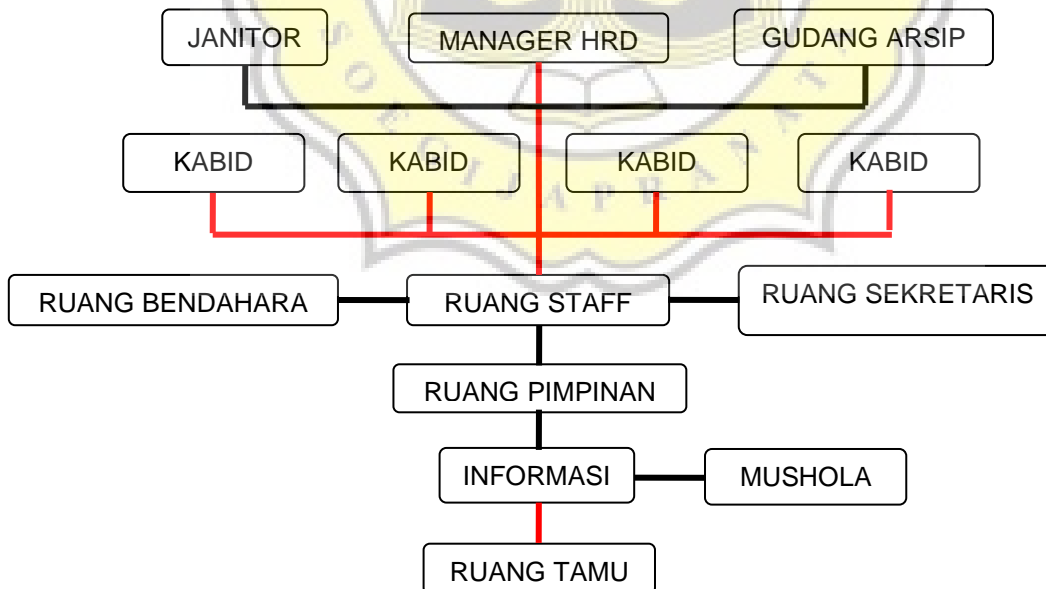 JANITOR
MANAGER HRD
GUDANG ARSIP
KABID
KABID
KABID
KABID
RUANG BENDAHARA
RUANG STAFF
RUANG SEKRETARIS
RUANG PIMPINAN
INFORMASI
MUSHOLA
RUANG TAMU
SOEGIJAPRANATA